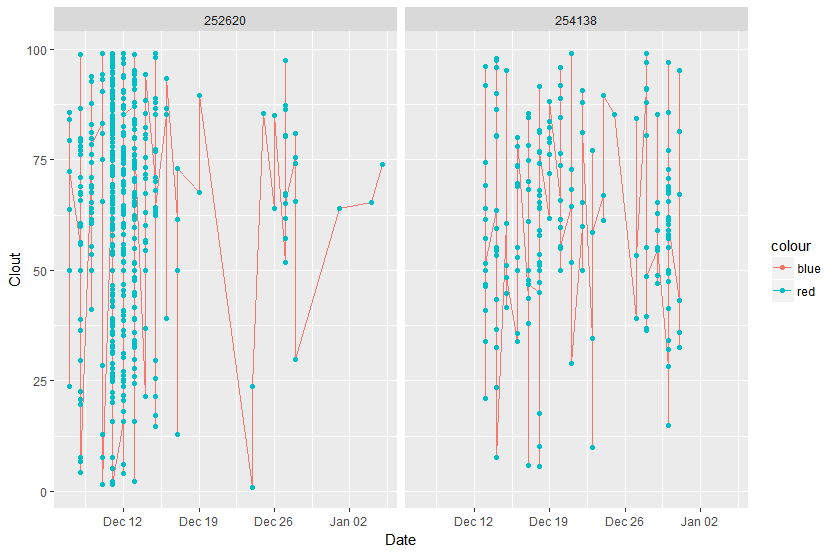 252620 254138
100
75
50
25
0
Clout
Dec 12 Dec 19 Dec 26 Jan 02 Dec 12 Dec 19 Dec 26 Jan 02
Date
colour
blue
red